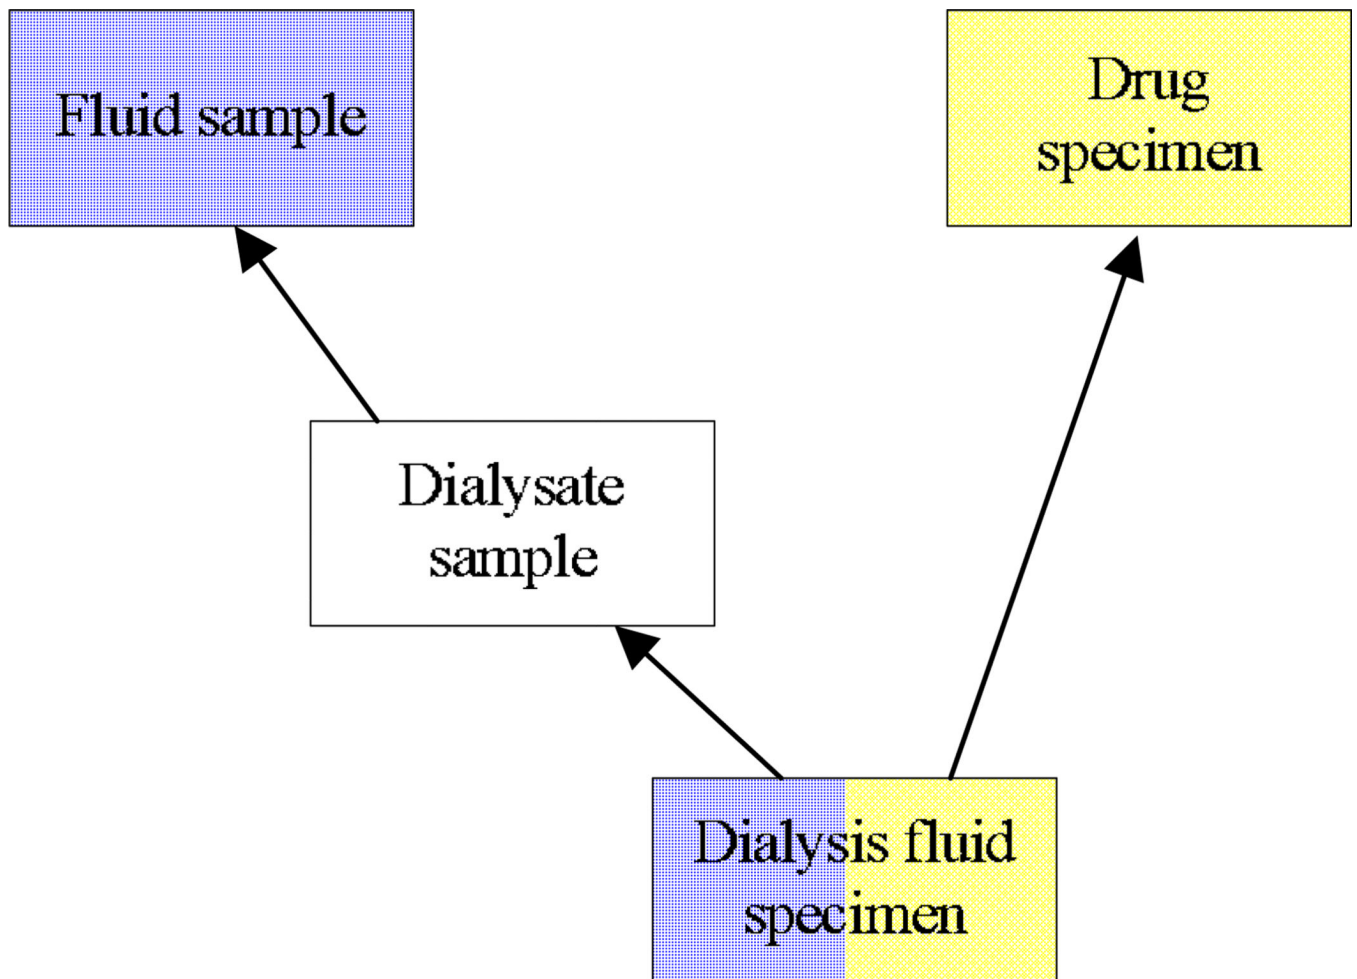 Fluid sample
Drug
specimen
Dialysate
sample
Dialysis fluid
specimen